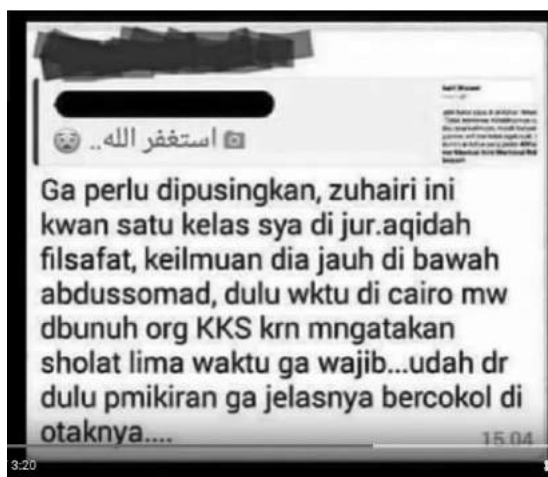 استغفر الله..
Ga perlu dipusingkan, zuhairi ini
kwan satu kelas sya di jur.aqidah
filsafat, keilmuan dia jauh di bawah
abdussomad, dulu wktu di cairo mw
dbunuh org KKS krn mngatakan
sholat lima waktu ga wajib...udah dr
dulu pmikiran ga jelasnya bercokol di
otaknya....
15.04
3:20